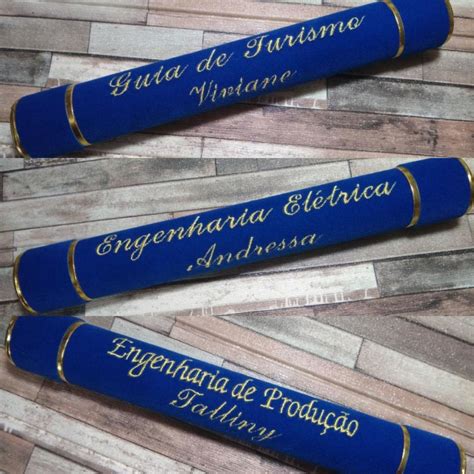 Guia de Turismo
Viviane
Engenharia Elétrica
Andressa
Engenharia de Produção
Talliny